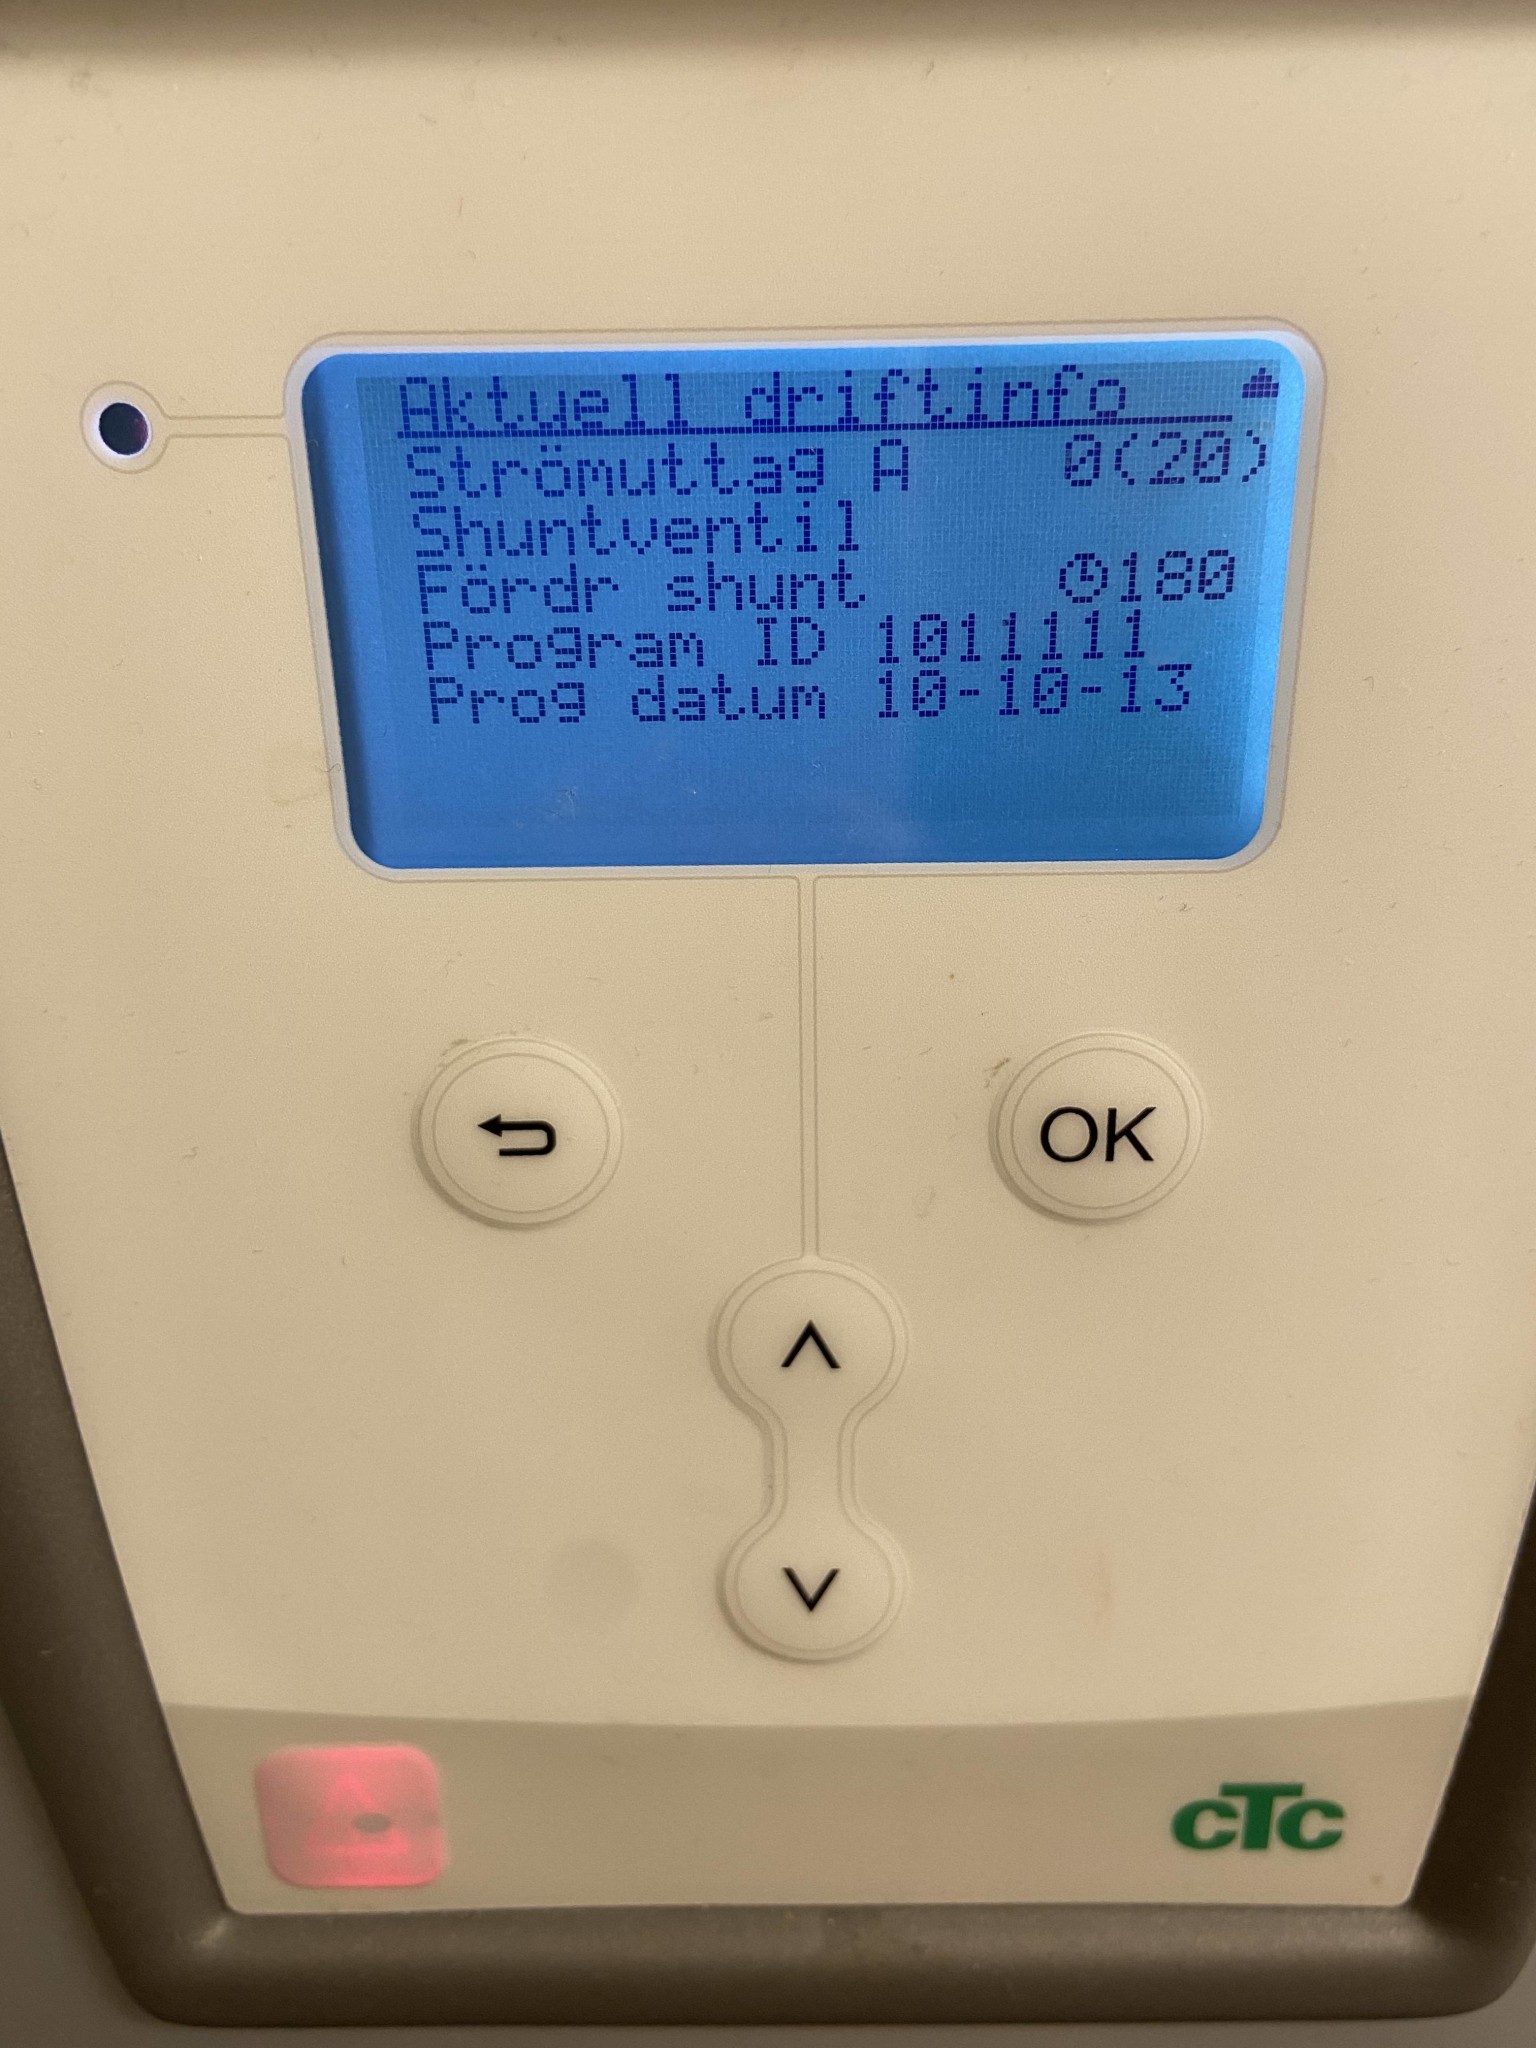 Aktuell driftinfo
Strömuttag A 0(20)
Shuntventil
Fördr shunt 180
Program ID 1011111
Prog datum 10-10-13
OK
CTC